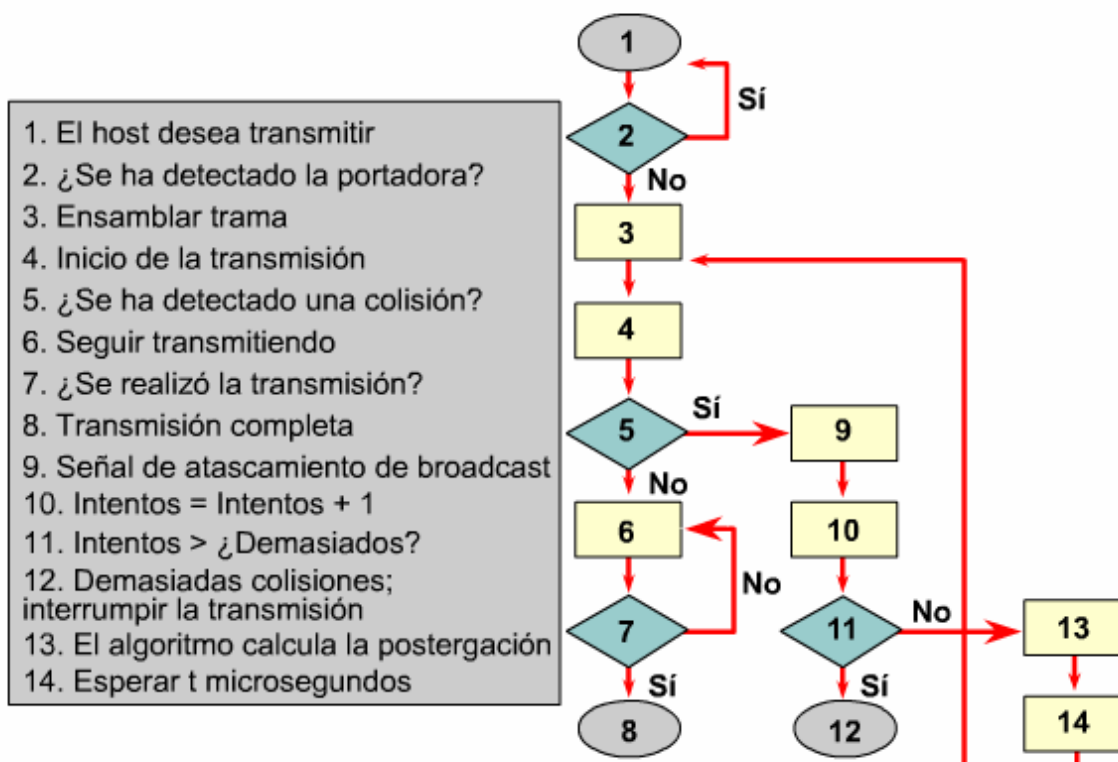 1. El host desea transmitir
2. ¿Se ha detectado la portadora?
3. Ensamblar trama
4. Inicio de la transmisión
5. ¿Se ha detectado una colisión?
6. Seguir transmitiendo
7. ¿Se realizó la transmisión?
8. Transmisión completa
9. Señal de atascamiento de broadcast
10. Intentos = Intentos + 1
11. Intentos > ¿Demasiados?
12. Demasiadas colisiones;
interrumpir la transmisión
13. El algoritmo calcula la postergación
14. Esperar t microsegundos
1
Sí
2
No
3
4
5
Sí
9
No
6
10
No
7
11
No
13
Sí
Sí
8
12
14